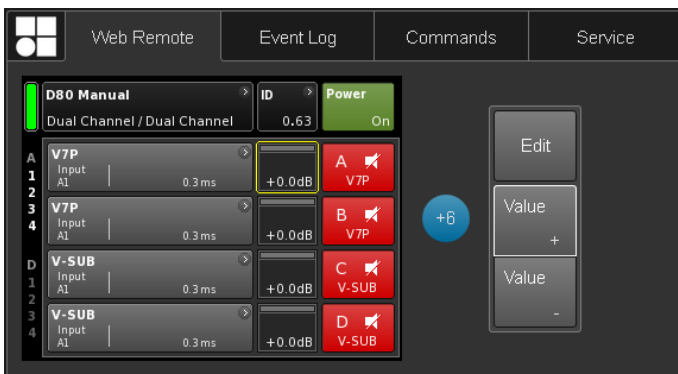 Web Remote
Event Log
Commands
Service
D80 Manual
ID
Power
Dual Channel / Dual Channel
0.63
On
A
1
2
3
4
D
1
2
3
4
V7P
Input
A1
0.3 ms
+0.0dB
A
V7P
V7P
Input
A1
0.3 ms
+0.0dB
B
V7P
V-SUB
Input
A1
0.3 ms
+0.0dB
C
V-SUB
V-SUB
Input
A1
0.3 ms
+0.0dB
D
V-SUB
+6
Edit
Value
+
Value
-